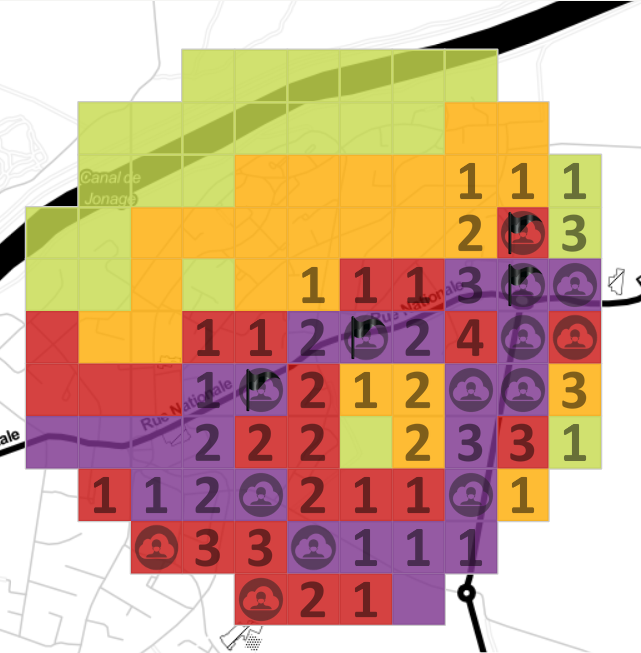 Canal de
Jonage
1 1 1
2 3
1 1 1 3
Rue Nationale
1 1 2 2 4
1 2 1 2 3
Rue Nationale
ale
2 2 2 2 3 3 1
1 1 2 2 1 1 1
3 3 1 1 1
2 1